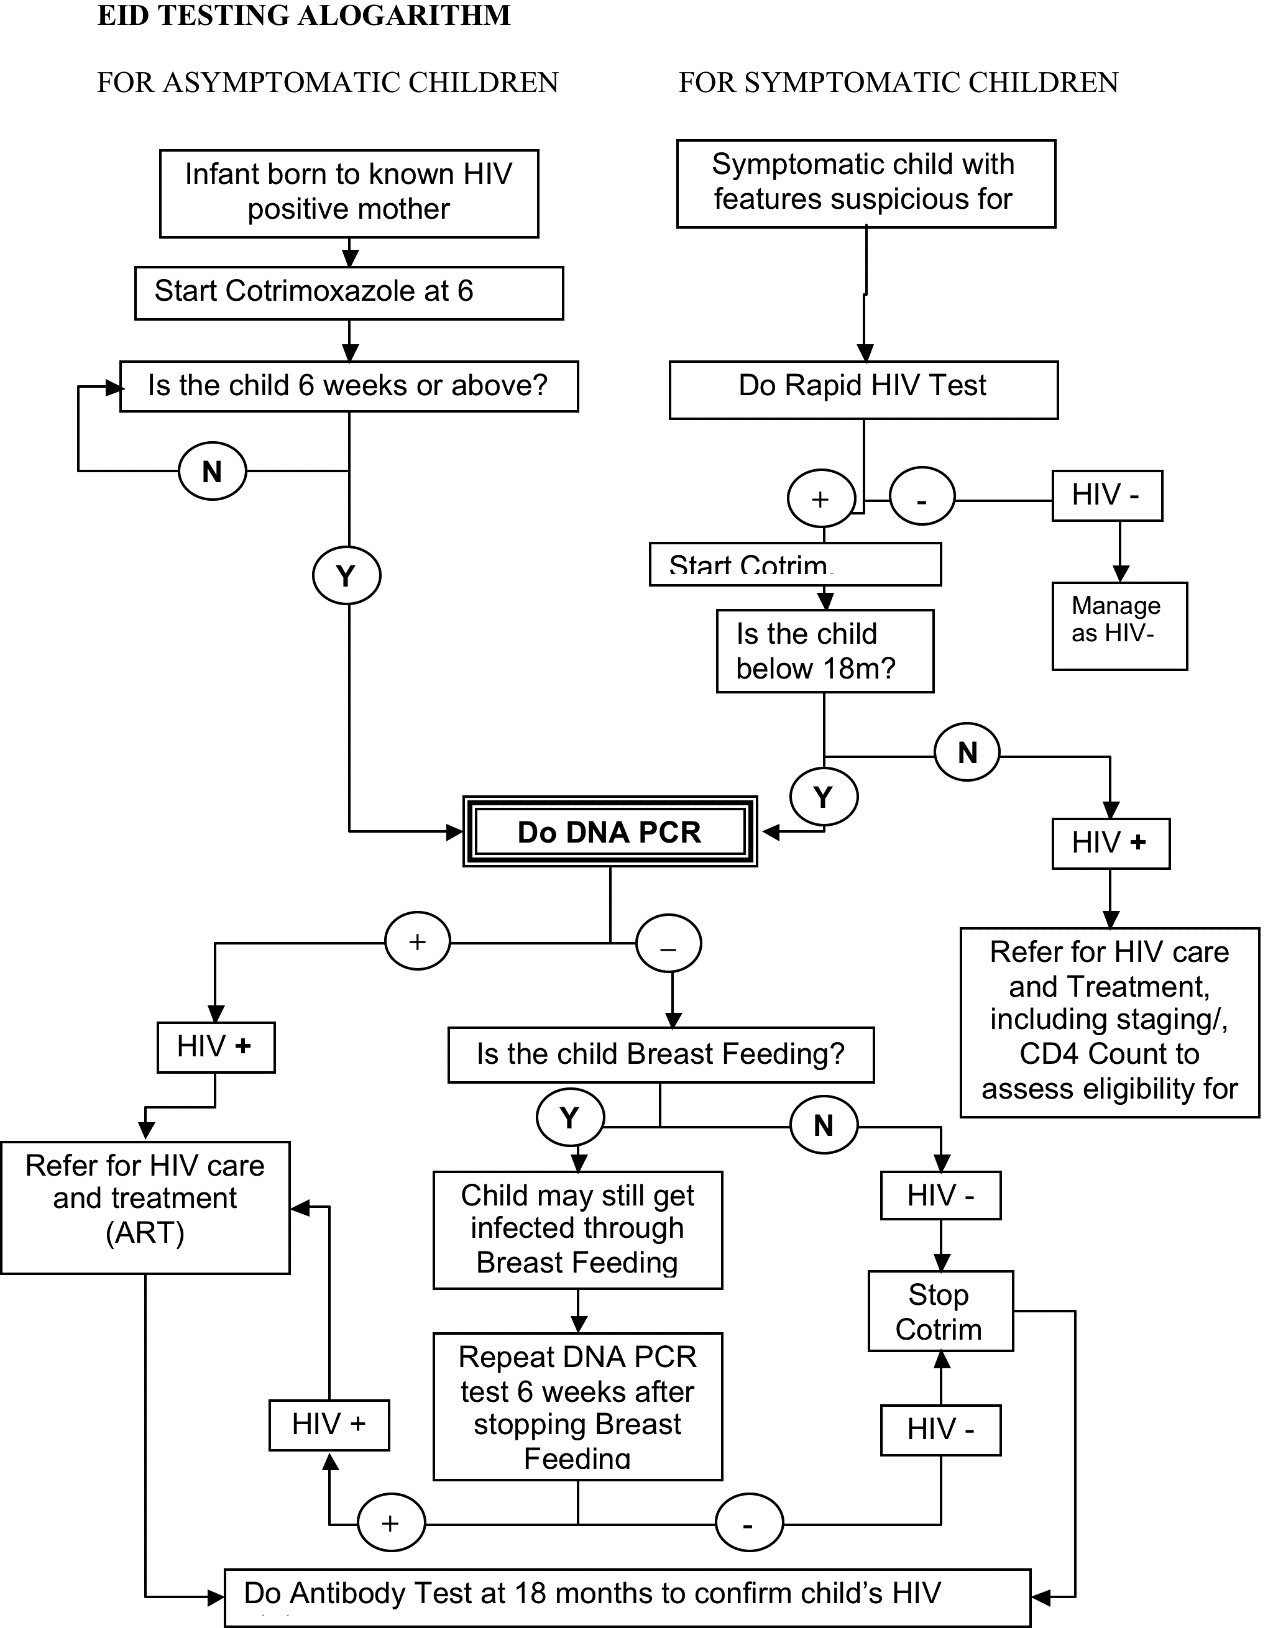 EID TESTING ALOGARITHM
FOR ASYMPTOMATIC CHILDREN
FOR SYMPTOMATIC CHILDREN
Infant born to known HIV
positive mother
Symptomatic child with
features suspicious for
Start Cotrimoxazole at 6
Is the child 6 weeks or above?
Do Rapid HIV Test
N
+
-
HIV -
Start Cotrim.
Y
Manage
as HIV-
Is the child
below 18m?
N
Y
Do DNA PCR
HIV +
+
–
Refer for HIV care
and Treatment,
including staging/,
CD4 Count to
assess eligibility for
HIV +
Is the child Breast Feeding?
Y
N
Refer for HIV care
and treatment
(ART)
Child may still get
infected through
Breast Feeding
HIV -
Stop
Cotrim
Repeat DNA PCR
test 6 weeks after
stopping Breast
Feeding
HIV +
HIV -
+
-
Do Antibody Test at 18 months to confirm child's HIV